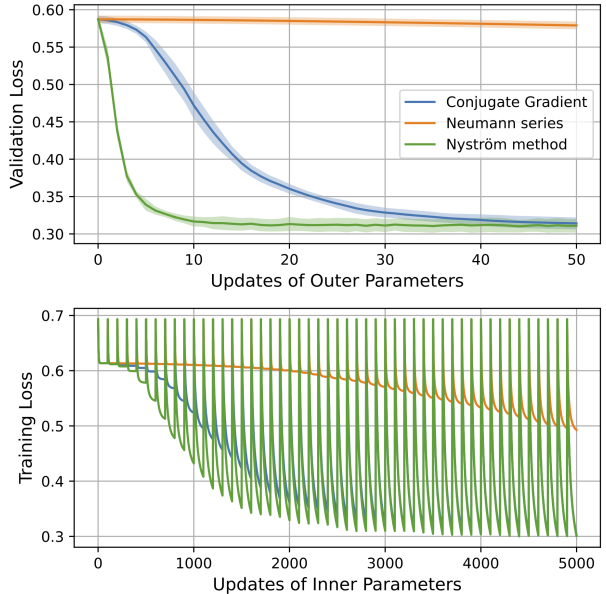 0.60
0.55
0.50
0.45
0.40
0.35
0.30
Validation Loss
Conjugate Gradient
Neumann series
Nyström method
0 10 20 30 40 50
Updates of Outer Parameters
0.7
0.6
0.5
0.4
0.3
Training Loss
0 1000 2000 3000 4000 5000
Updates of Inner Parameters